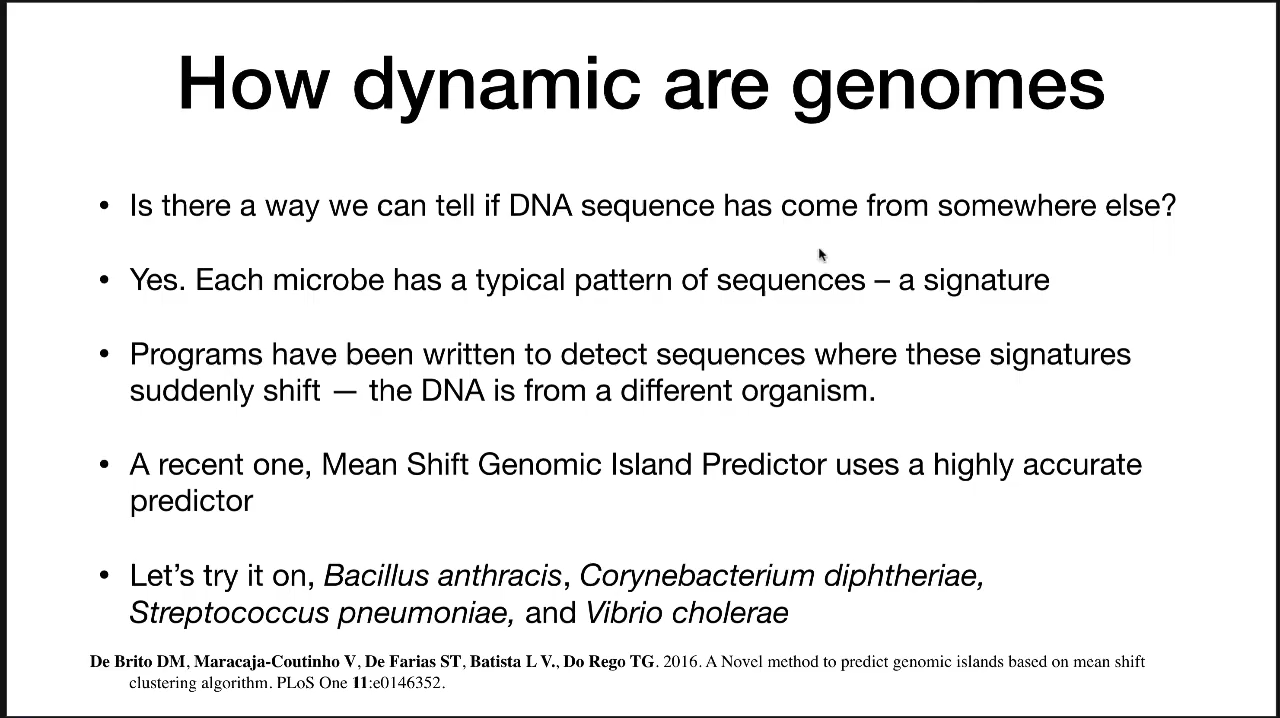 How dynamic are genomes
• Is there a way we can tell if DNA sequence has come from somewhere else?
• Yes. Each microbe has a typical pattern of sequences – a signature
• Programs have been written to detect sequences where these signatures
suddenly shift — the DNA is from a different organism.
• A recent one, Mean Shift Genomic Island Predictor uses a highly accurate
predictor
• Let’s try it on, Bacillus anthracis, Corynebacterium diphtheriae,
Streptococcus pneumoniae, and Vibrio cholerae
De Brito DM, Maracaja-Coutinho V, De Farias ST, Batista L V., Do Rego TG. 2016. A Novel method to predict genomic islands based on mean shift
clustering algorithm. PLoS One 11:e0146352.